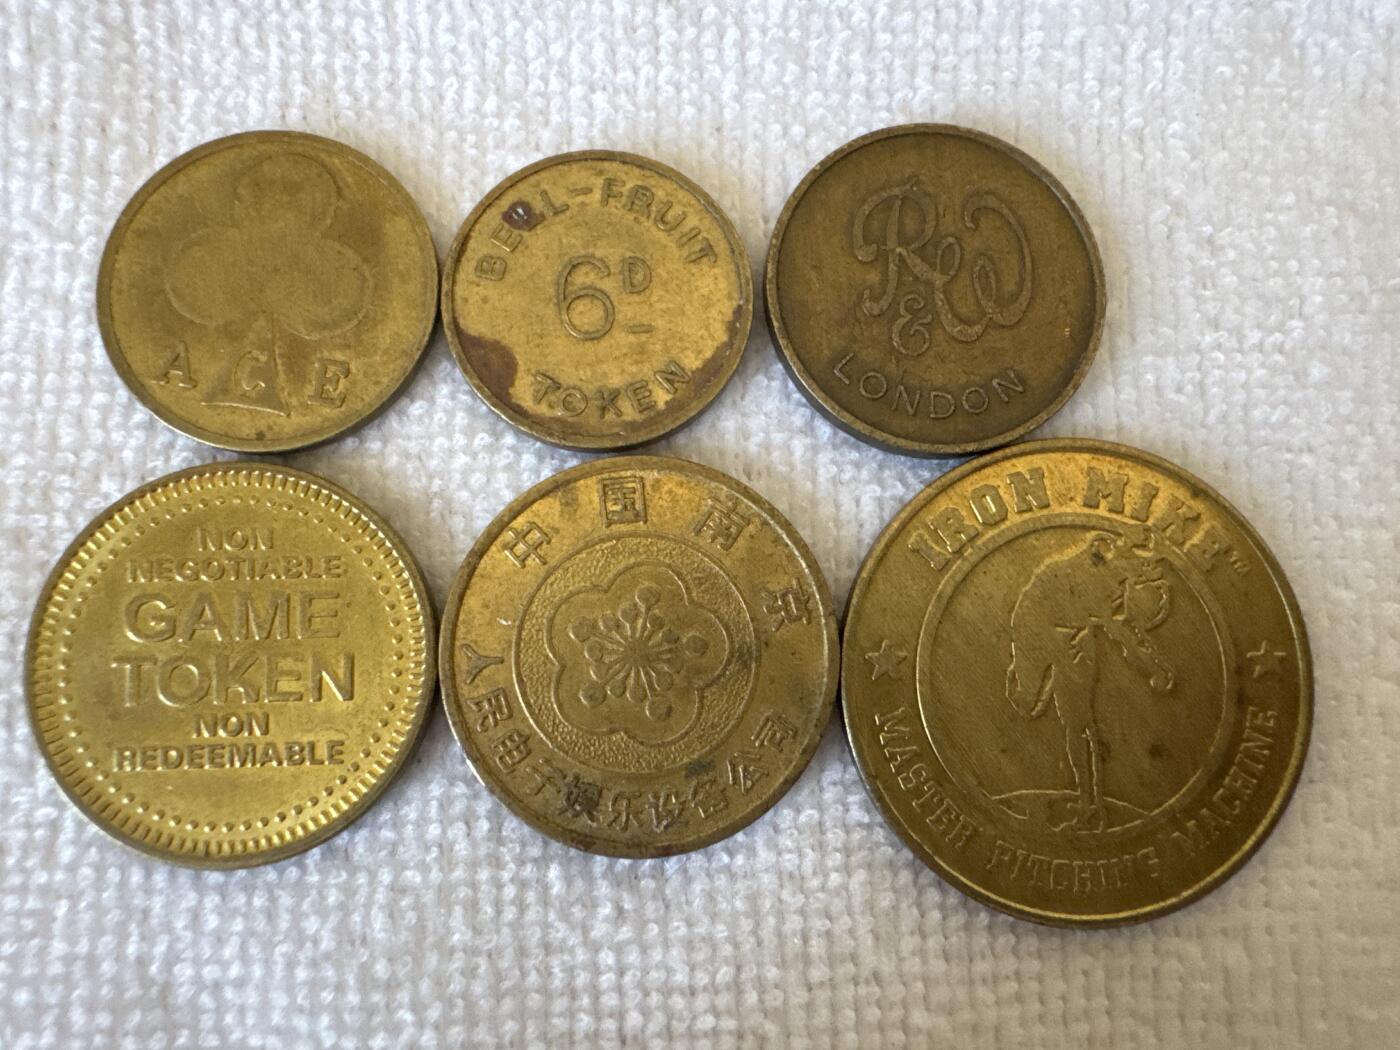 ACE
BELL-FRUIT
6D
TOKEN
R&W
LONDON
NON
NEGOTIABLE
GAME
TOKEN
NON
REDEEMABLE
中国南京
人民电子娱乐设备公司
IRON MIKE™
MASTER PITCHING MACHINE